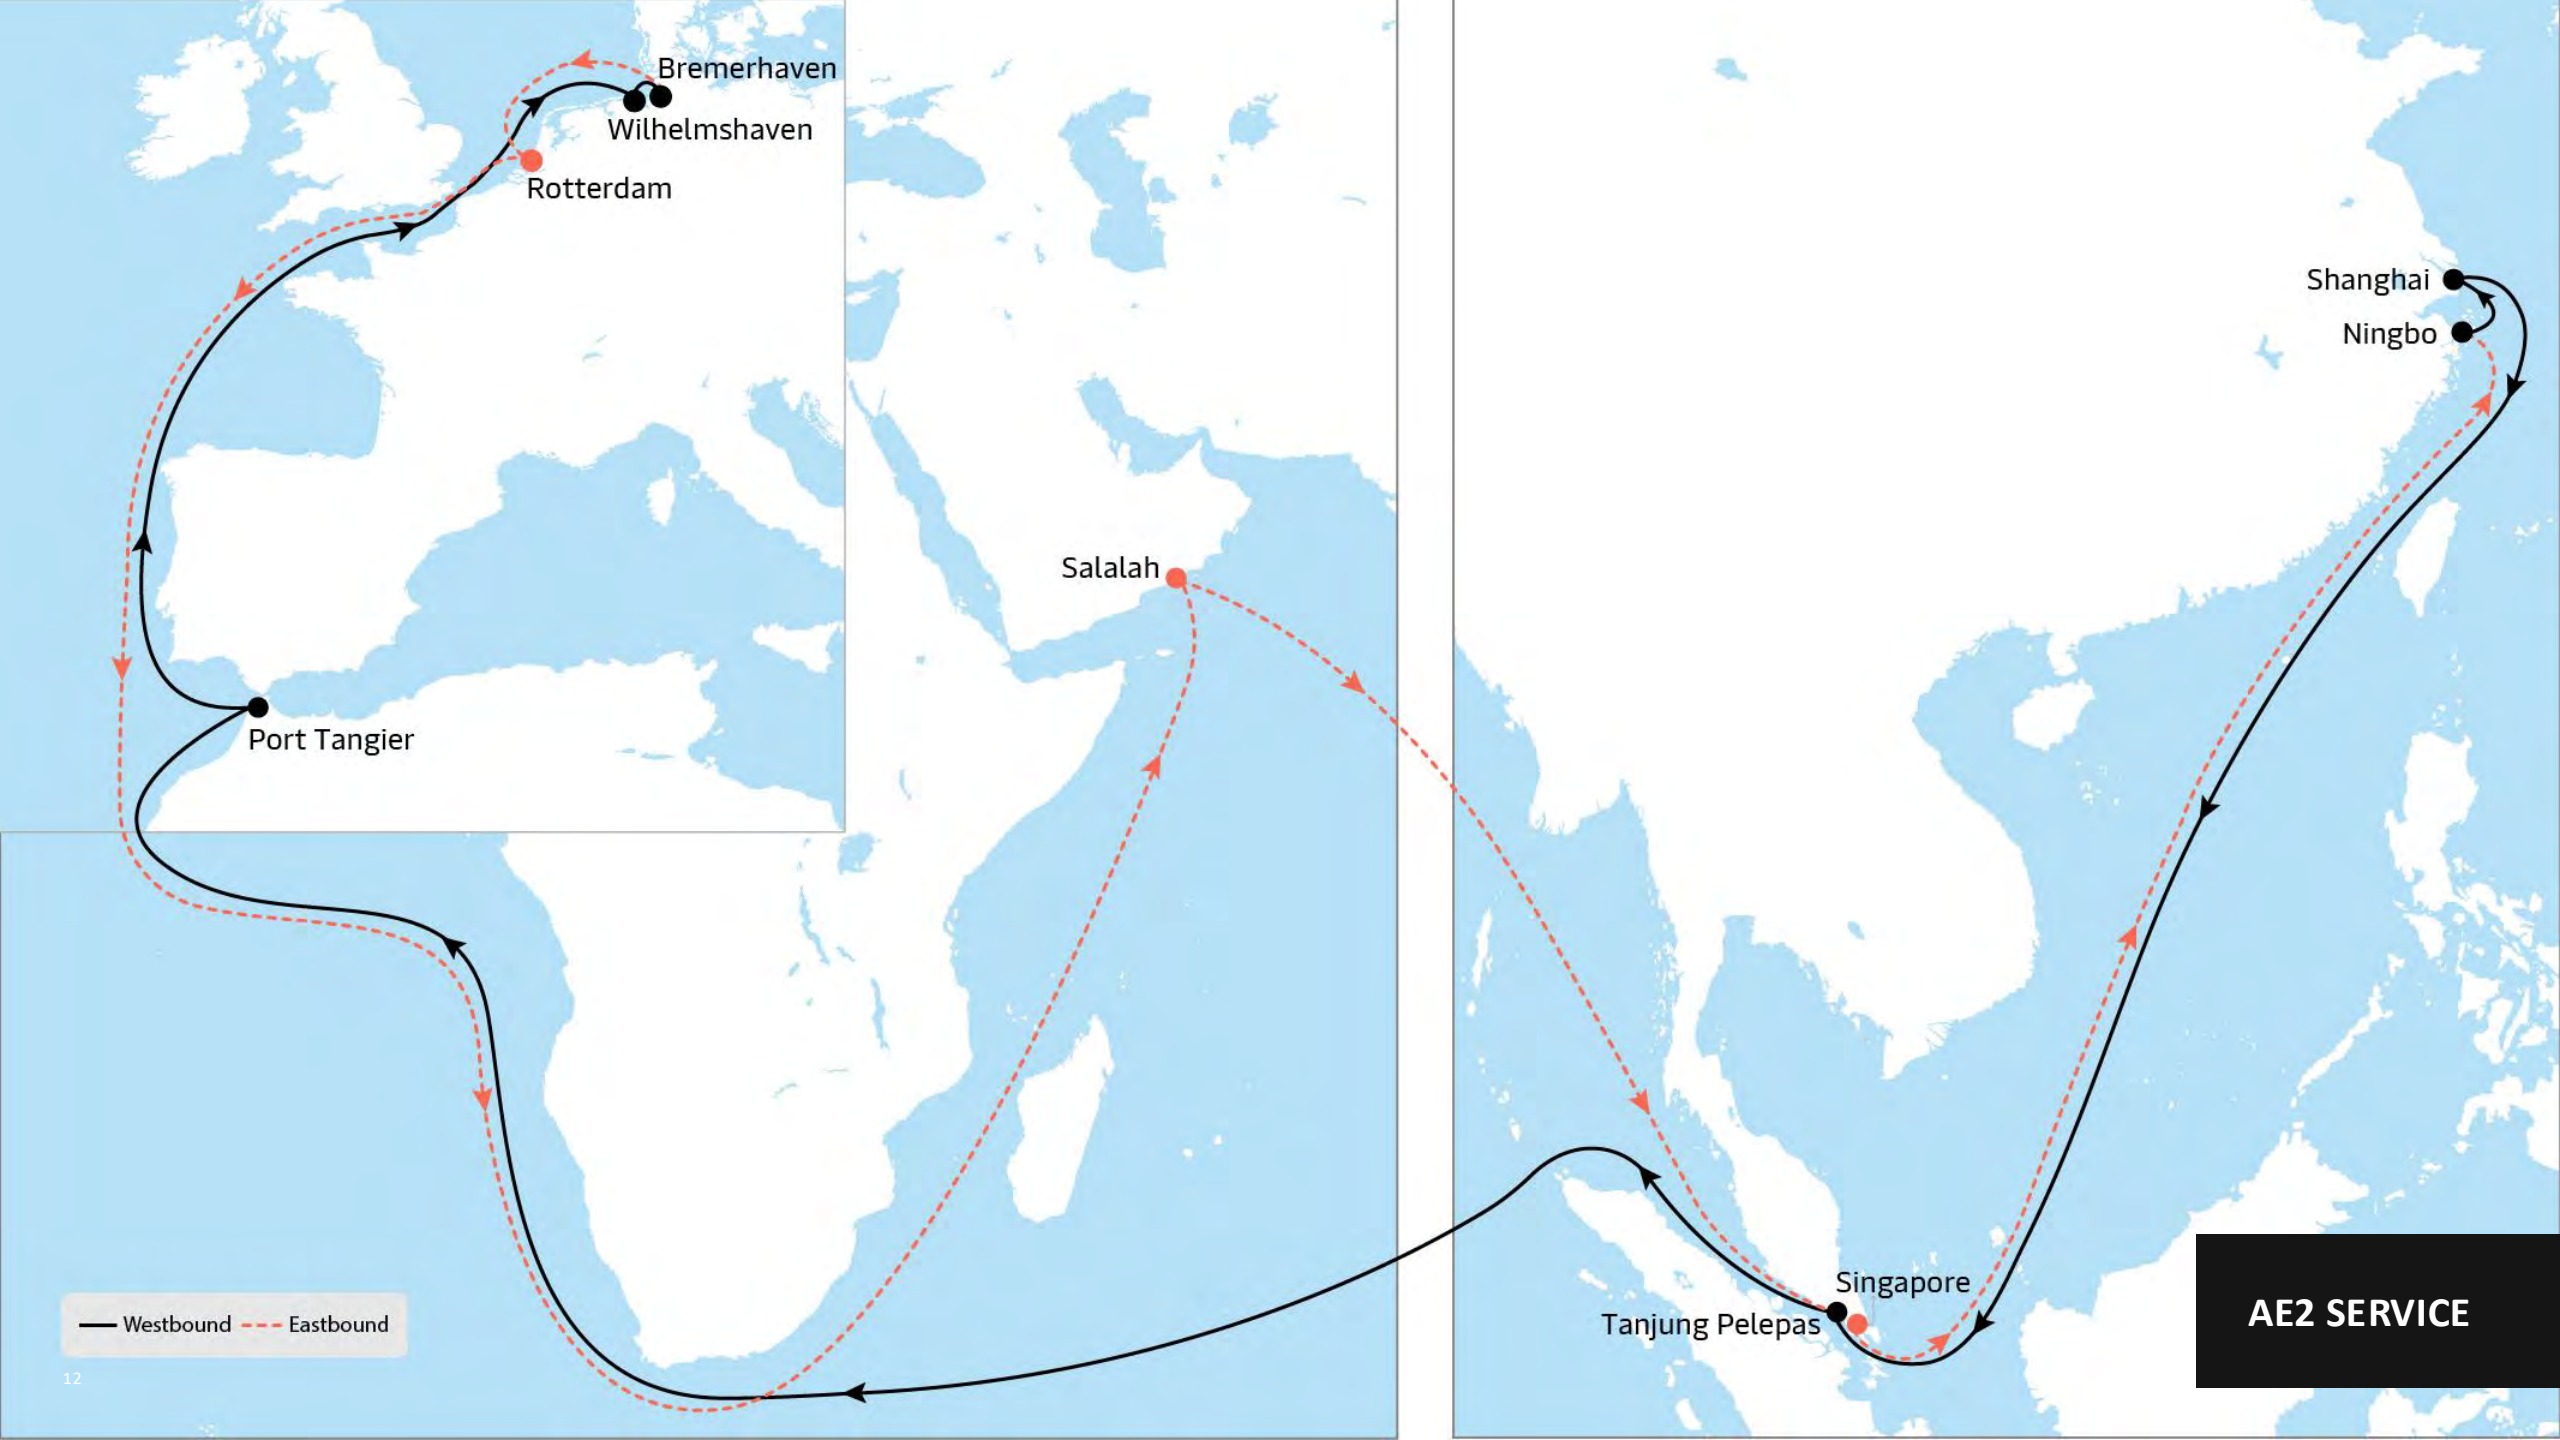 Bremerhaven
Wilhelmshaven
Rotterdam
Shanghai
Ningbo
Salalah
Port Tangier
Singapore
Tanjung Pelepas
Westbound Eastbound
AE2 SERVICE
12